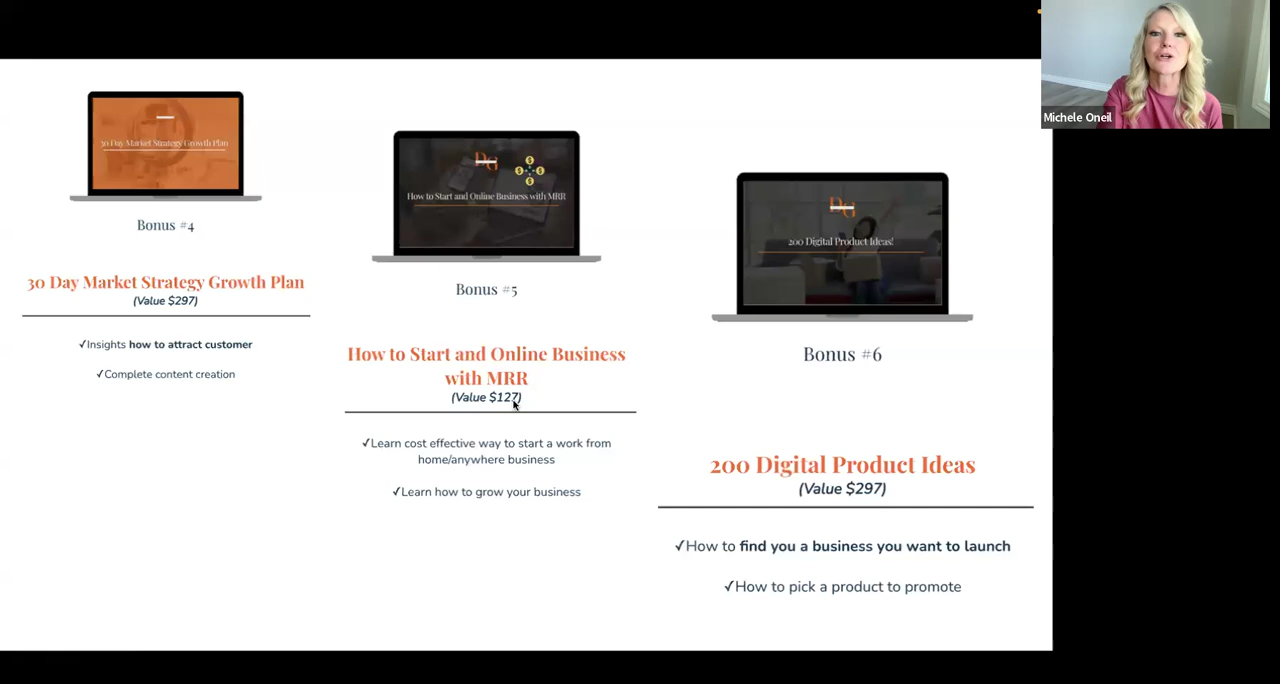 Michele Oneil
30 Day Market Strategy Growth Plan
Bonus #4
30 Day Market Strategy Growth Plan
(Value $297)
✓Insights how to attract customer
✓Complete content creation
DG
How to Start and Online Business with MRR
Bonus #5
How to Start and Online Business
with MRR
(Value $127)
✓Learn cost effective way to start a work from
home/anywhere business
✓Learn how to grow your business
DG
200 Digital Product Ideas!
Bonus #6
200 Digital Product Ideas
(Value $297)
✓How to find you a business you want to launch
✓How to pick a product to promote